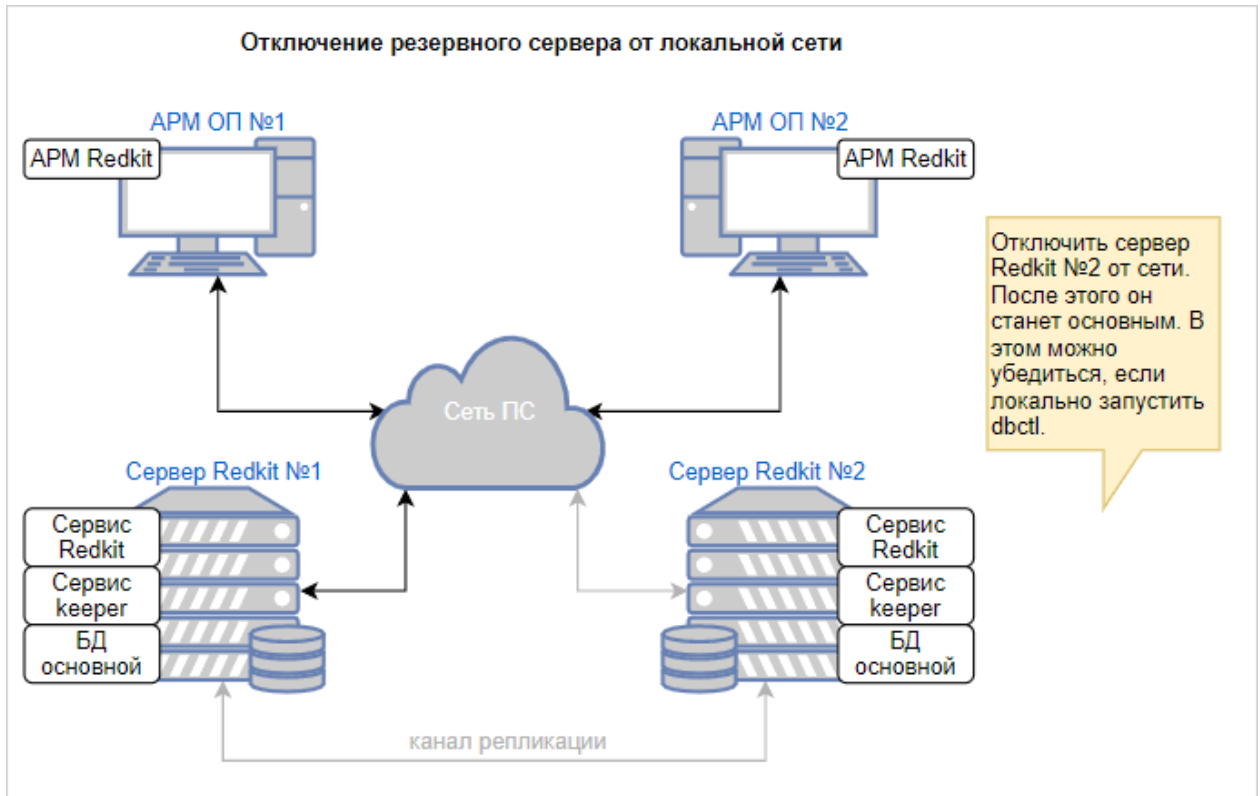 Отключение резервного сервера от локальной сети
АРМ ОП №1
АРМ ОП №2
АРМ Redkit
АРМ Redkit
Отключить сервер
Redkit №2 от сети.
После этого он
станет основным. В
этом можно
убедиться, если
локально запустить
dbctl.
Сеть ПС
Сервер Redkit №1
Сервер Redkit №2
Сервис
Redkit
Сервис
keeper
БД
основной
Сервис
Redkit
Сервис
keeper
БД
основной
канал репликации